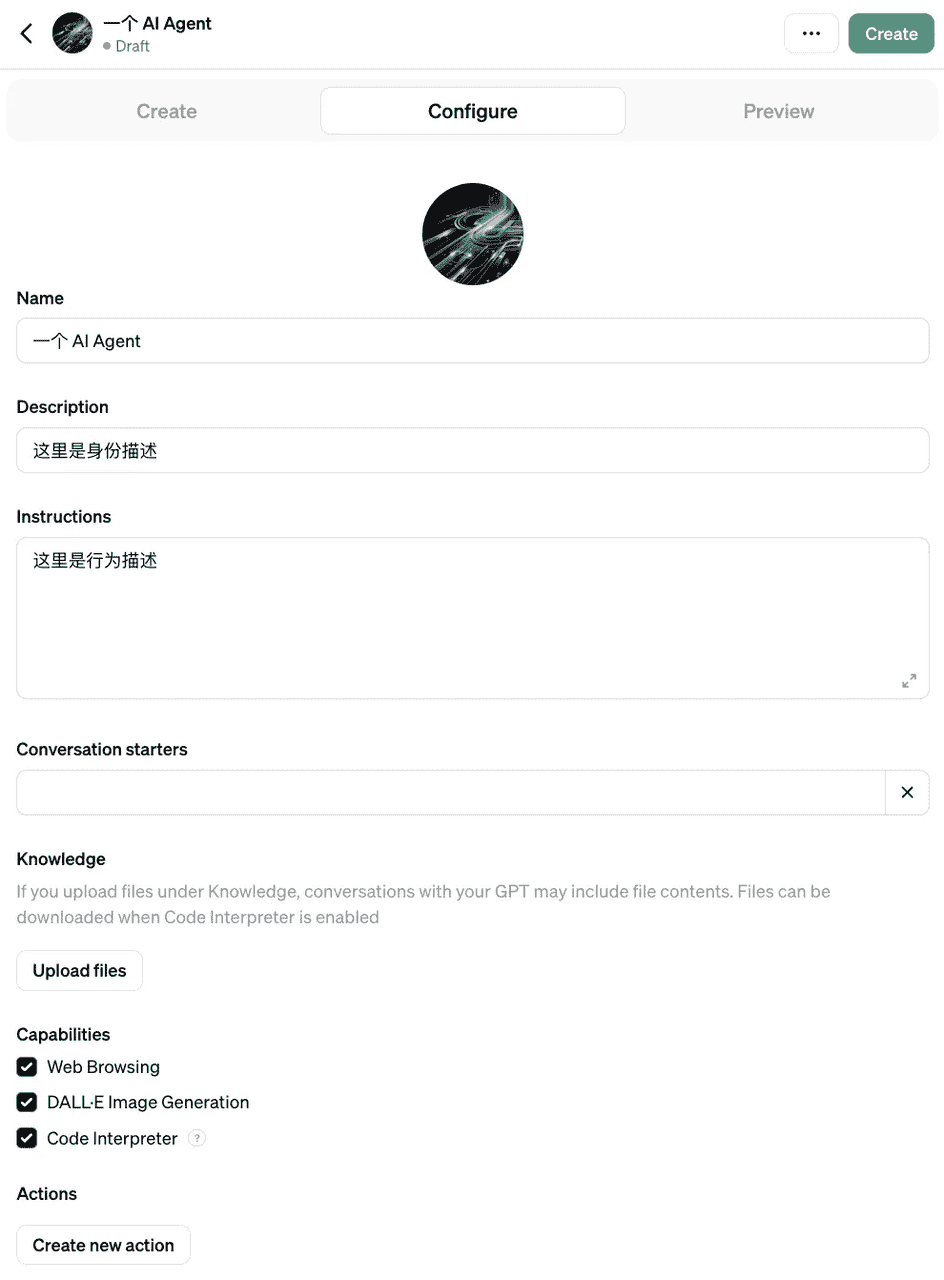 一个 AI Agent
Draft
...
Create
Create
Configure
Preview
Name
一个 AI Agent
Description
这里是身份描述
Instructions
这里是行为描述
Conversation starters
Knowledge
If you upload files under Knowledge, conversations with your GPT may include file contents. Files can be
downloaded when Code Interpreter is enabled
Upload files
Capabilities
Web Browsing
DALL·E Image Generation
Code Interpreter ?
Actions
Create new action